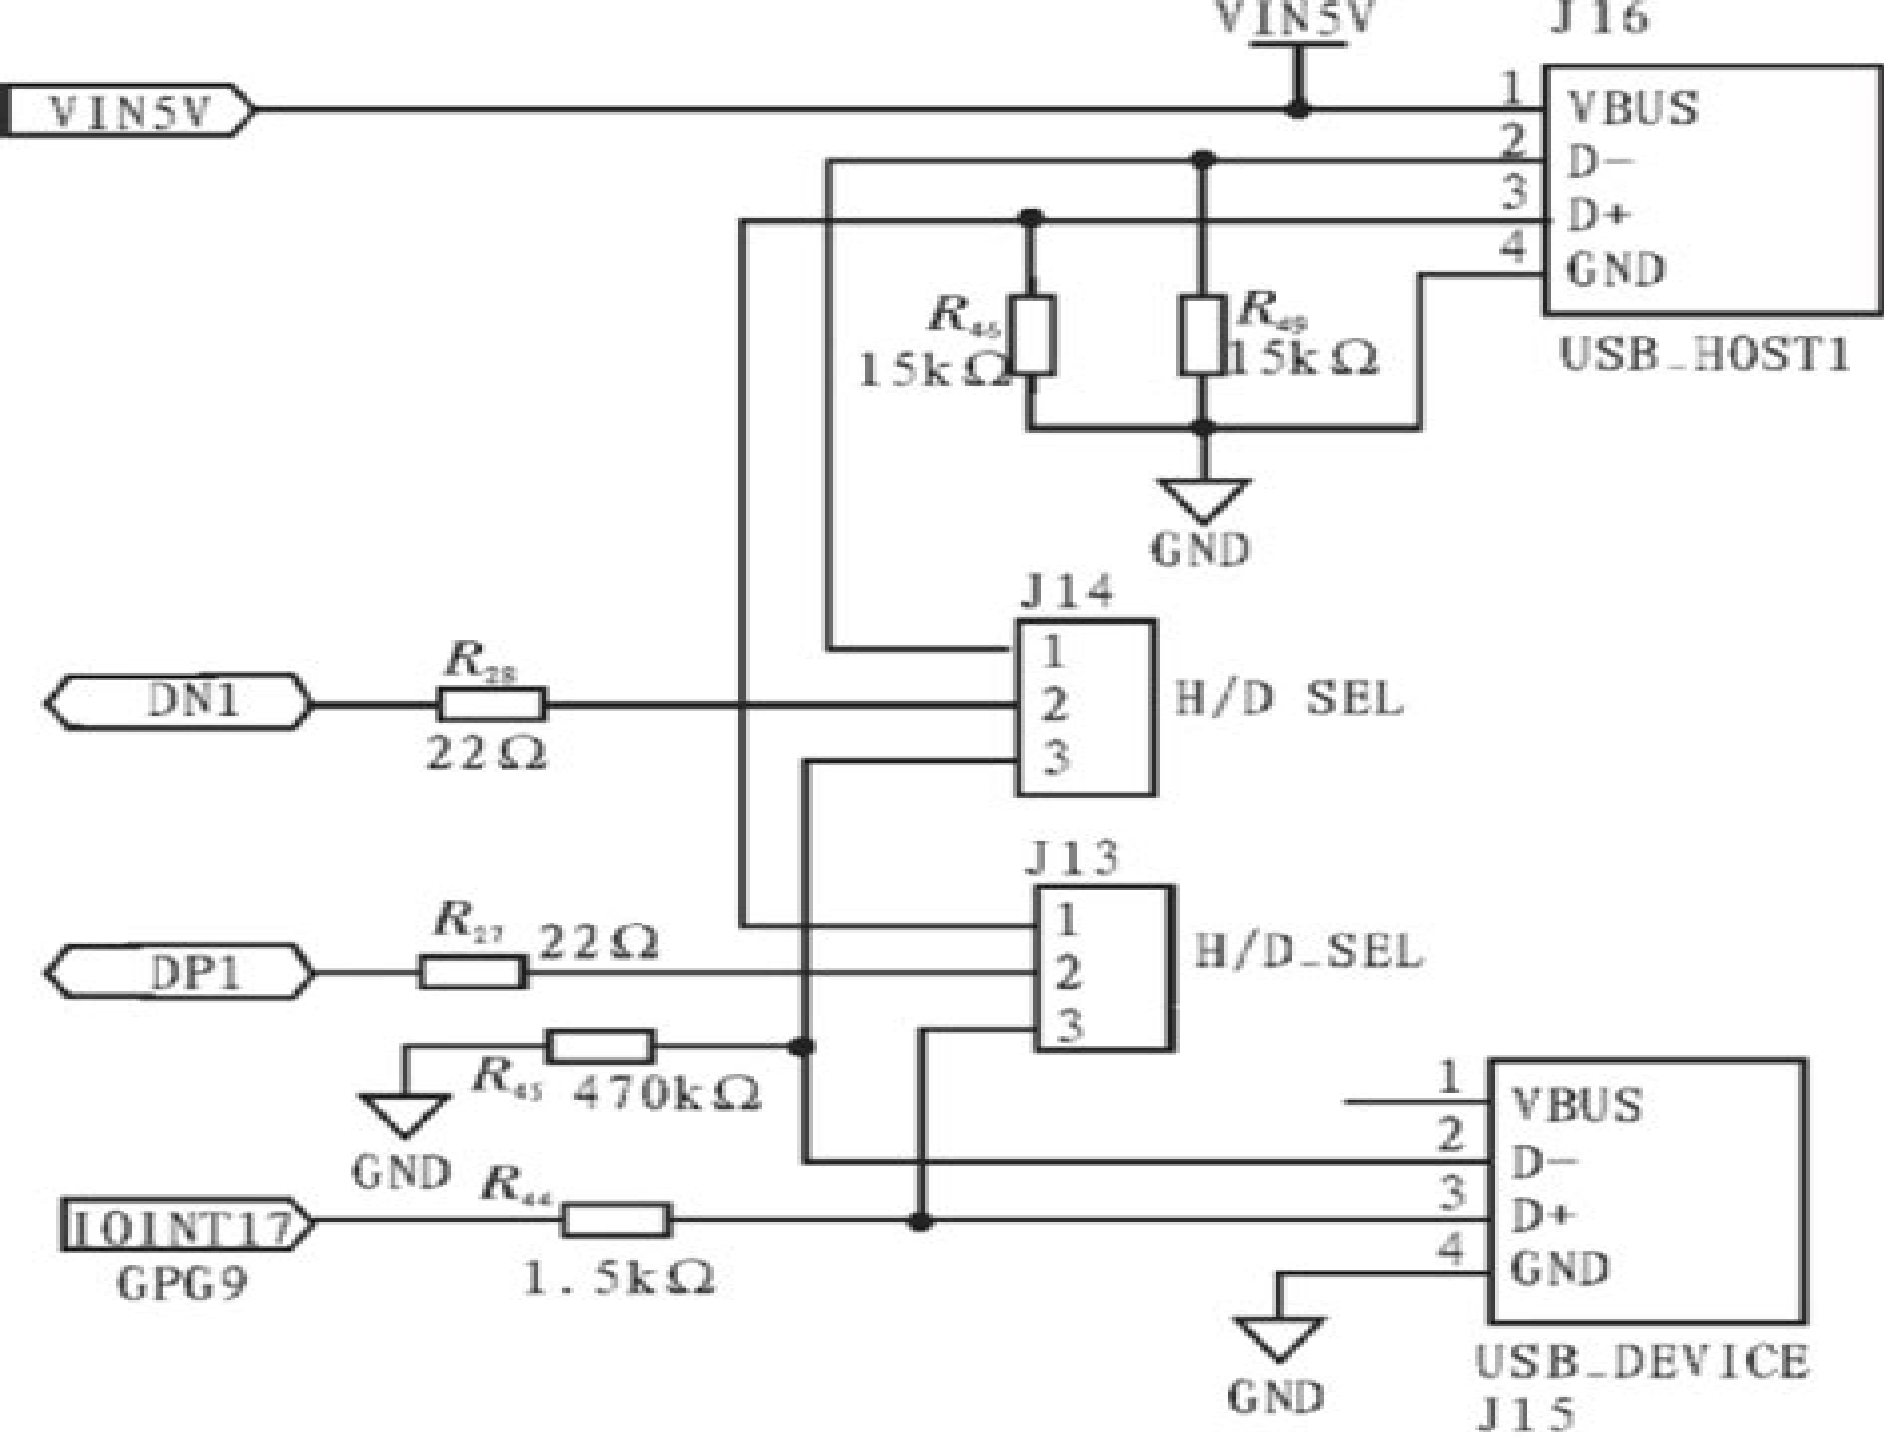 VIN5V
J16
VIN5V
1
VBUS
2
D−
3
D+
4
GND
R46
15kΩ
R49
15kΩ
USB_HOST1
GND
J14
1
DN1
R28
2
H/D SEL
22Ω
3
J13
R27
22Ω
1
DP1
2
H/D_SEL
3
R45
470kΩ
1
VBUS
2
D−
GND
R44
3
D+
IOINT17
4
GND
GPG9
1.5kΩ
USB_DEVICE
GND
J15